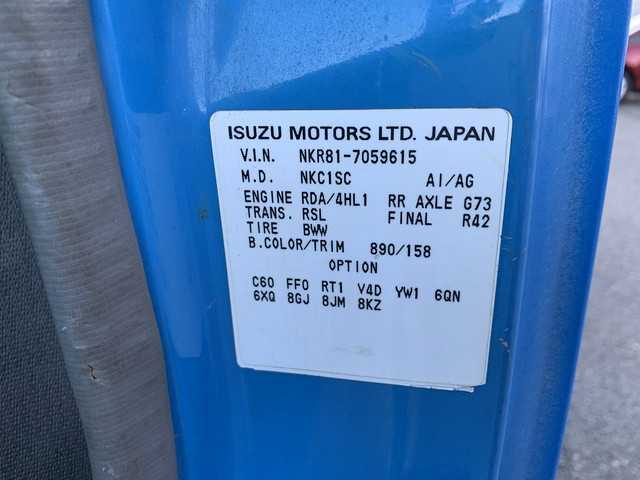 ISUZU MOTORS LTD. JAPAN
V.I.N. NKR81-7059615
M.D. NKC1SC AI/AG
ENGINE RDA/4HL1 RR AXLE G73
TRANS. RSL FINAL R42
TIRE BWW
B.COLOR/TRIM 890/158
OPTION
C60 FF0 RT1 V4D YW1 6QN
6XQ 8GJ 8JM 8KZ